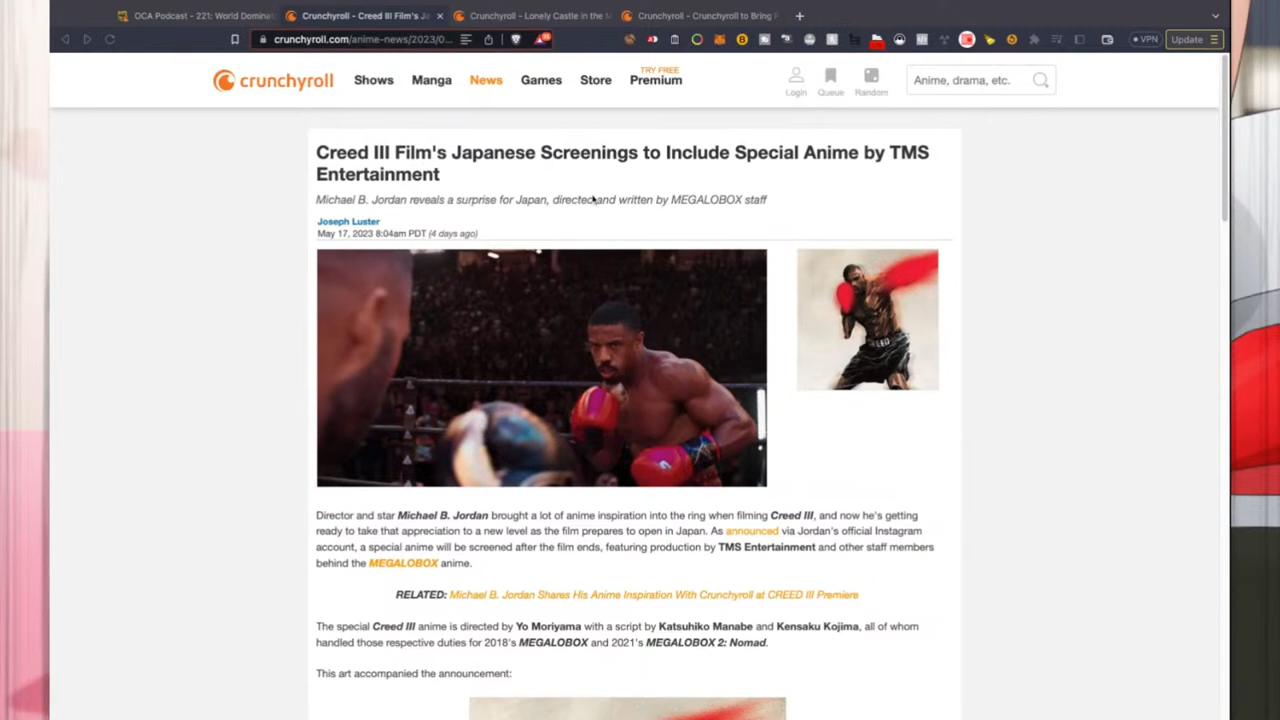 OCA Podcast - 221: World Dominat
Crunchyroll - Creed III Film's Ja
Crunchyroll - Lonely Castle in the M
Crunchyroll - Crunchyroll to Bring F
crunchyroll.com/anime-news/2023/0...
VPN
Update
crunchyroll
Shows
Manga
News
Games
Store
TRY FREE
Premium
Login
Queue
Random
Anime, drama, etc.
Creed III Film's Japanese Screenings to Include Special Anime by TMS
Entertainment
Michael B. Jordan reveals a surprise for Japan, directed and written by MEGALOBOX staff
Joseph Luster
May 17, 2023 8:04am PDT (4 days ago)
CREED
Director and star Michael B. Jordan brought a lot of anime inspiration into the ring when filming Creed III, and now he's getting
ready to take that appreciation to a new level as the film prepares to open in Japan. As announced via Jordan's official Instagram
account, a special anime will be screened after the film ends, featuring production by TMS Entertainment and other staff members
behind the MEGALOBOX anime.
RELATED: Michael B. Jordan Shares His Anime Inspiration With Crunchyroll at CREED III Premiere
The special Creed III anime is directed by Yo Moriyama with a script by Katsuhiko Manabe and Kensaku Kojima, all of whom
handled those respective duties for 2018's MEGALOBOX and 2021's MEGALOBOX 2: Nomad.
This art accompanied the announcement: